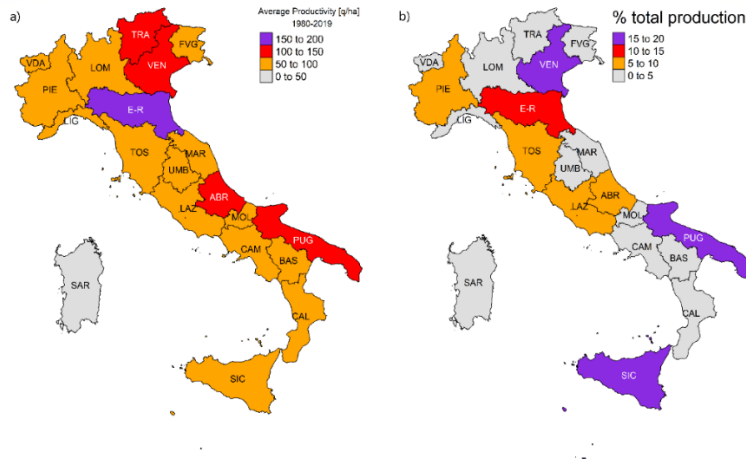 a)
Average Productivity [q/ha]
1980-2019
150 to 200
100 to 150
50 to 100
0 to 50
TRA
FVG
VDA
LOM
VEN
PIE
E-R
LIG
TOS
MAR
UMB
ABR
LAZ
MOL
PUG
CAM
BAS
SAR
CAL
SIC
b)
% total production
15 to 20
10 to 15
5 to 10
0 to 5
TRA
FVG
VDA
LOM
VEN
PIE
E-R
LIG
TOS
MAR
UMB
ABR
LAZ
MOL
PUG
CAM
BAS
SAR
CAL
SIC